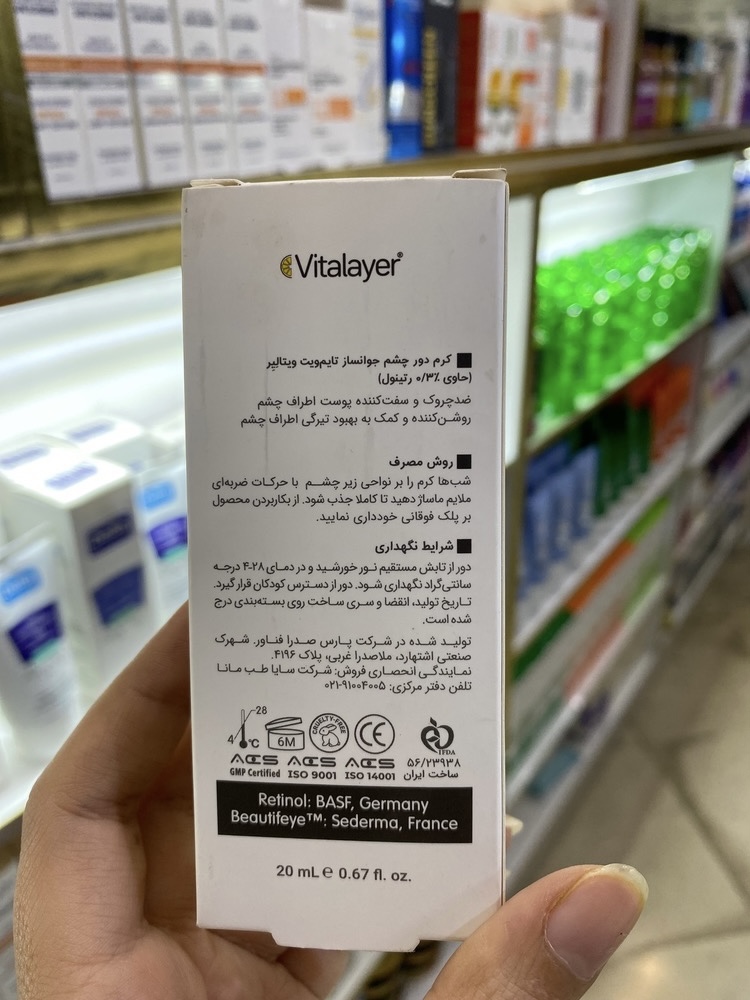 Vitalayer®
کرم دور چشم جوانساز تایم‌ویت ویتالیِر
(حاوی ۰/۳٪ رتینول)
ضدچروک و سفت‌کننده پوست اطراف چشم
روشن‌کننده و کمک به بهبود تیرگی اطراف چشم
روش مصرف
شب‌ها کرم را بر نواحی زیر چشم با حرکات ضربه‌ای
ملایم ماساژ دهید تا کاملا جذب شود. از بکاربردن محصول
بر پلک فوقانی خودداری نمایید.
شرایط نگهداری
دور از تابش مستقیم نور خورشید و در دمای ۲۸-۴ درجه
سانتی‌گراد نگهداری شود. دور از دسترس کودکان قرار گیرد.
تاریخ تولید، انقضا و سری ساخت روی بسته‌بندی درج
شده است.
تولید شده در شرکت پارس صدرا فناور. شهرک
صنعتی اشتهارد، ملاصدرا غربی، پلاک ۴۱۹۶.
نمایندگی انحصاری فروش: شرکت سایا طب مانا
تلفن دفتر مرکزی: ۹۱۰۰۴۰۰۵-۰۲۱
28
4 °C
6M
CRUELTY-FREE
CE
IFDA
ACS ACS ACS ۵۶/۲۳۹۳۸
GMP Certified ISO 9001 ISO 14001 ساخت ایران
Retinol: BASF, Germany
Beautifeye™: Sederma, France
20 mL e 0.67 fl. oz.